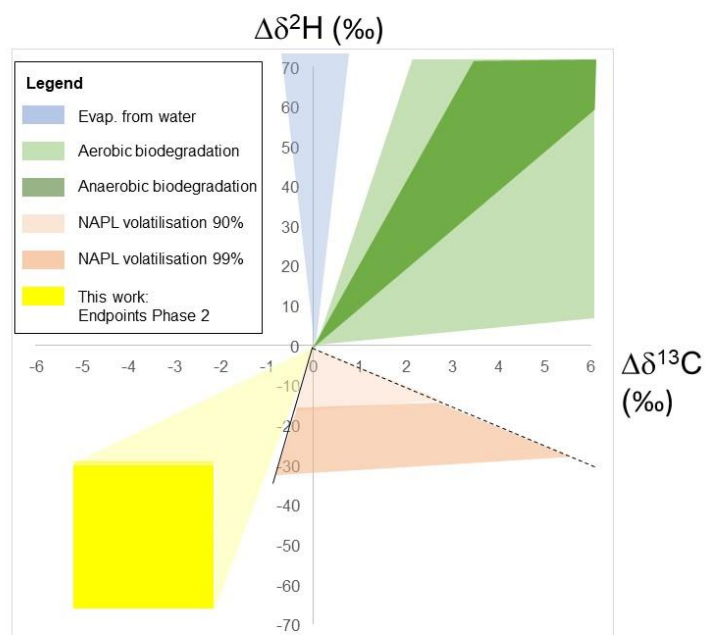 Δδ²H (‰)
Legend
Evap. from water
Aerobic biodegradation
Anaerobic biodegradation
NAPL volatilisation 90%
NAPL volatilisation 99%
This work:
Endpoints Phase 2
70
60
50
40
30
20
10
0
-6 -5 -4 -3 -2 -1 0 1 2 3 4 5 6
Δδ¹³C
(‰)
-10
-20
-30
-40
-50
-60
-70